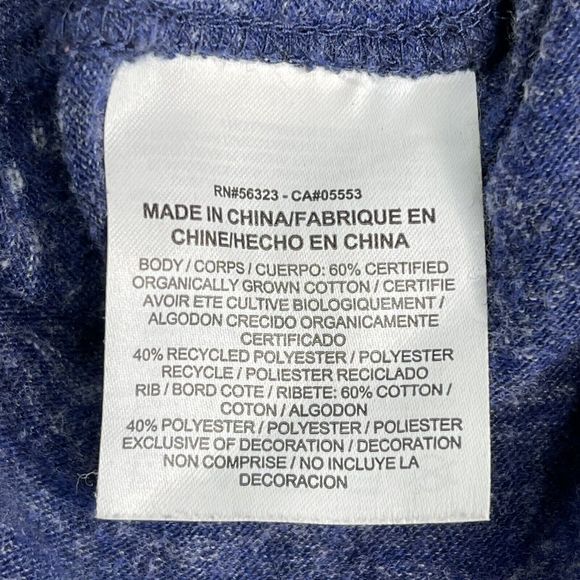 RN#56323 - CA#05553
MADE IN CHINA/FABRIQUE EN
CHINE/HECHO EN CHINA
BODY / CORPS / CUERPO: 60% CERTIFIED
ORGANICALLY GROWN COTTON / CERTIFIE
AVOIR ETE CULTIVE BIOLOGIQUEMENT /
ALGODON CRECIDO ORGANICAMENTE
CERTIFICADO
40% RECYCLED POLYESTER / POLYESTER
RECYCLE / POLIESTER RECICLADO
RIB / BORD COTE / RIBETE: 60% COTTON /
COTON / ALGODON
40% POLYESTER / POLYESTER / POLIESTER
EXCLUSIVE OF DECORATION / DECORATION
NON COMPRISE / NO INCLUYE LA
DECORACION